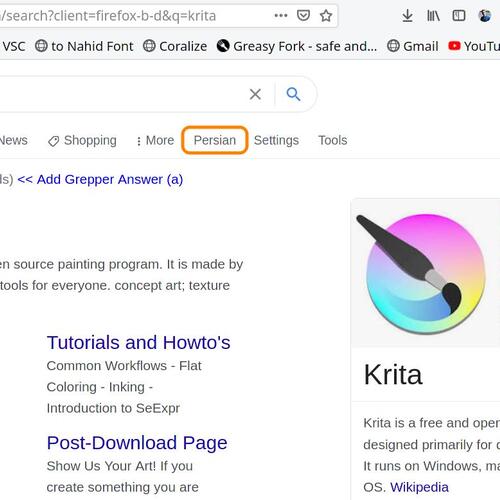 /search?client=firefox-b-d&q=krita
VSC to Nahid Font Coralize Greasy Fork - safe and... Gmail YouTu
News Shopping More Persian Settings Tools
ds) << Add Grepper Answer (a)
en source painting program. It is made by
tools for everyone. concept art; texture
Tutorials and Howto's
Common Workflows - Flat
Coloring - Inking -
Introduction to SeExpr
Post-Download Page
Show Us Your Art! If you
create something you are
Krita
Krita is a free and open
designed primarily for d
It runs on Windows, ma
OS. Wikipedia